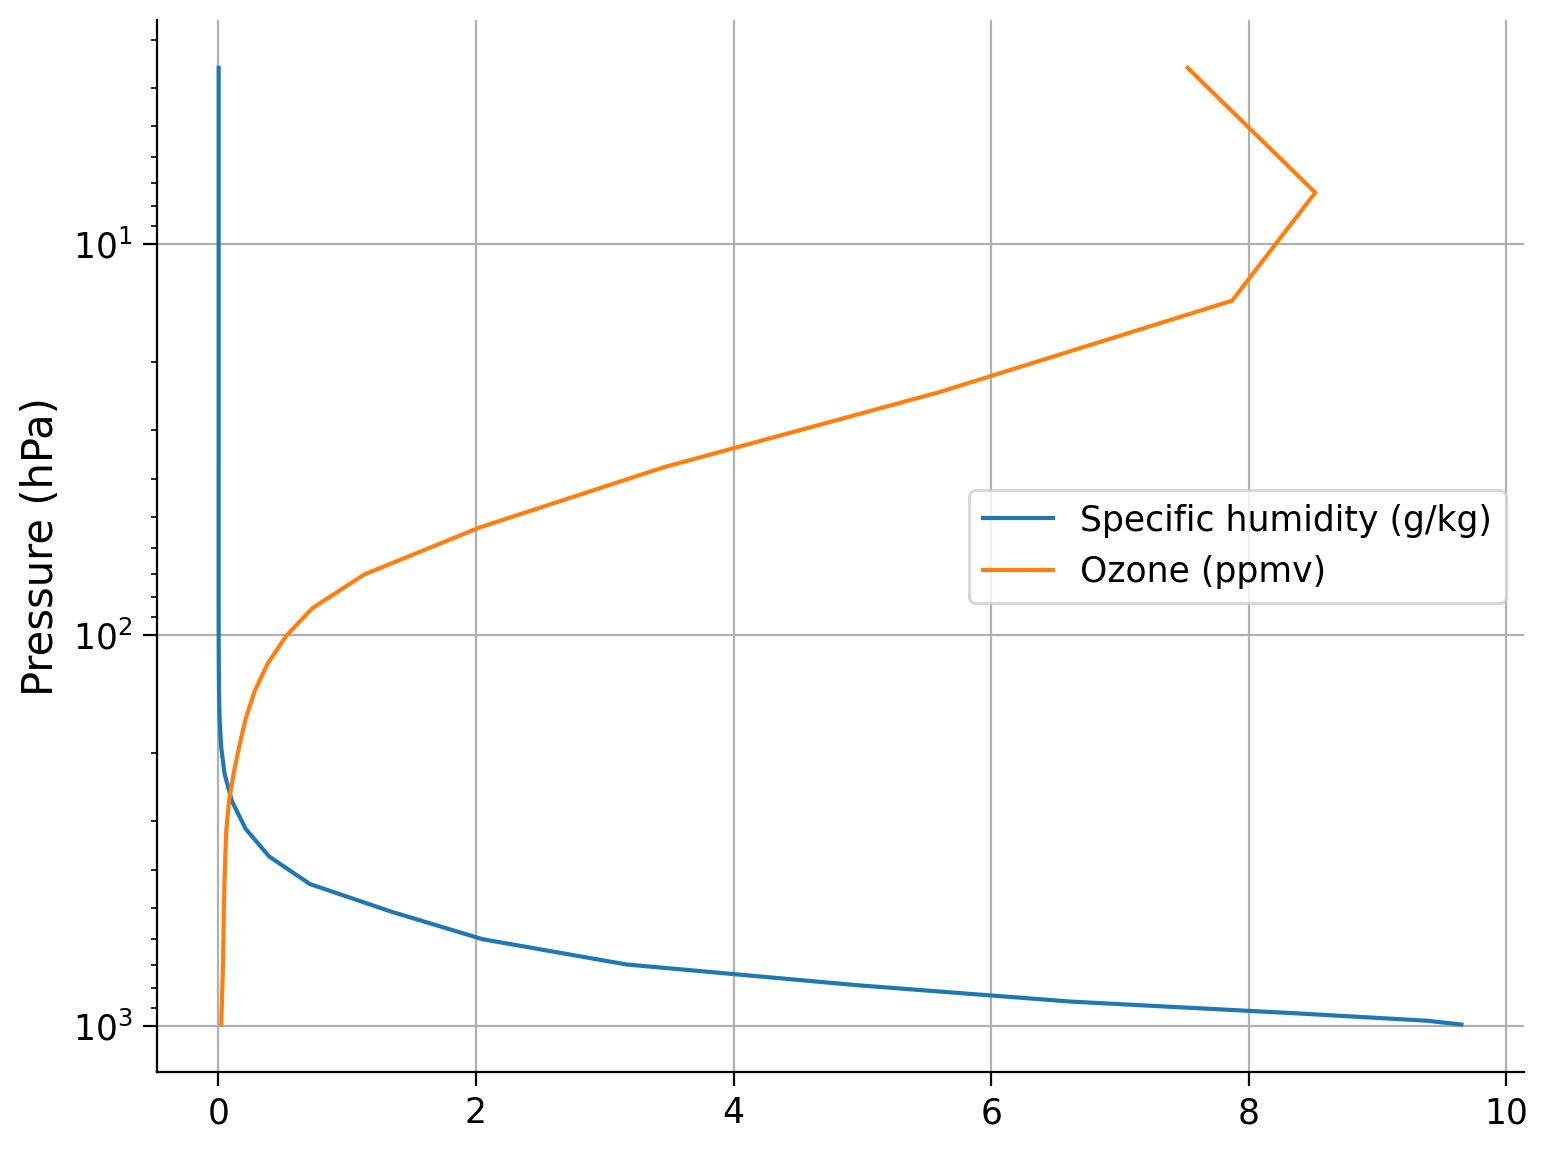 10¹
10²
10³
Pressure (hPa)
Specific humidity (g/kg)
Ozone (ppmv)
0 2 4 6 8 10